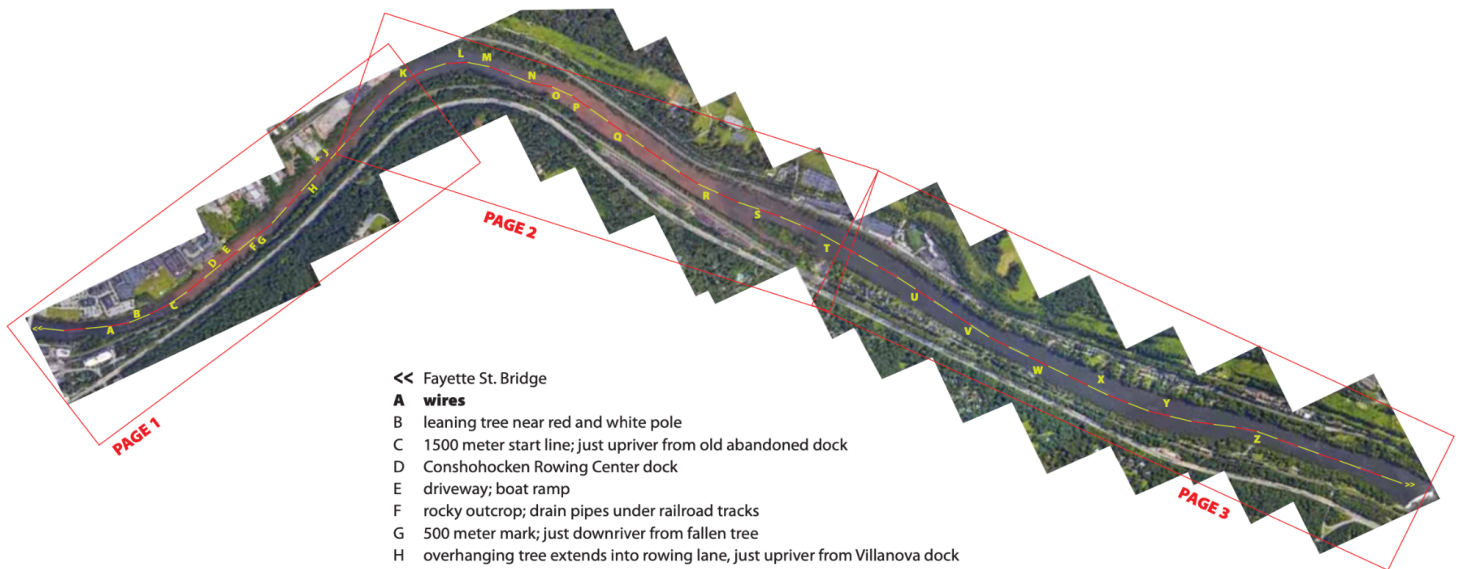 K
L
M
N
O
P
Q
R
S
T
U
V
W
X
Y
Z
>>
* J
H
G
F
E
D
C
B
A
<<
PAGE 1
PAGE 2
PAGE 3
<< Fayette St. Bridge
A wires
B leaning tree near red and white pole
C 1500 meter start line; just upriver from old abandoned dock
D Conshohocken Rowing Center dock
E driveway; boat ramp
F rocky outcrop; drain pipes under railroad tracks
G 500 meter mark; just downriver from fallen tree
H overhanging tree extends into rowing lane, just upriver from Villanova dock